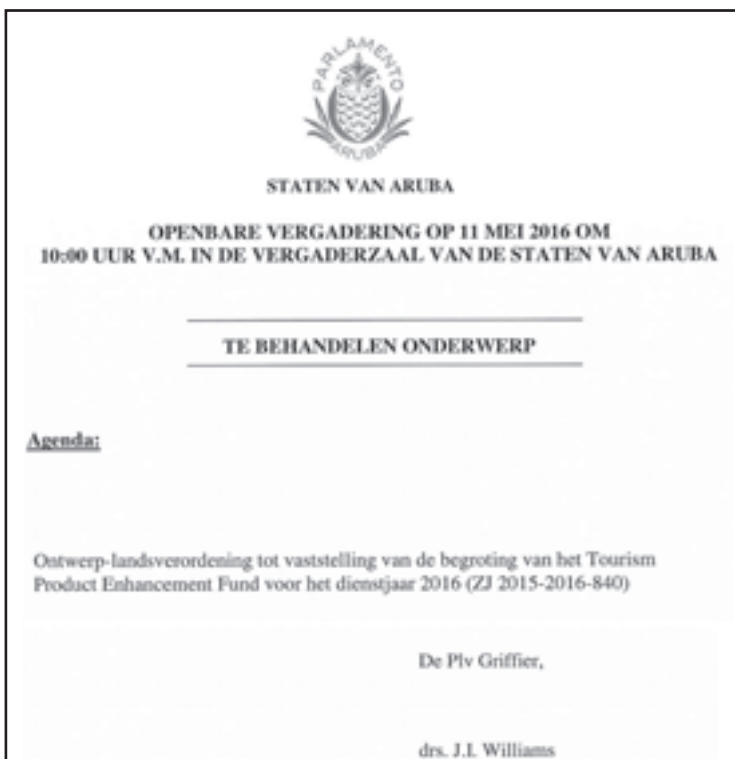 PARLAMENTO
ARUBA
STATEN VAN ARUBA
OPENBARE VERGADERING OP 11 MEI 2016 OM
10:00 UUR V.M. IN DE VERGADERZAAL VAN DE STATEN VAN ARUBA
TE BEHANDELEN ONDERWERP
Agenda:
Ontwerp-landsverordening tot vaststelling van de begroting van het Tourism
Product Enhancement Fund voor het dienstjaar 2016 (ZJ 2015-2016-840)
De Plv Griffier,
drs. J.I. Williams